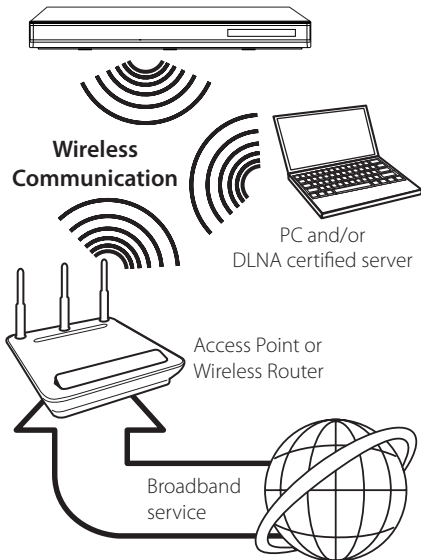 Wireless
Communication
PC and/or
DLNA certified server
Access Point or
Wireless Router
Broadband
service